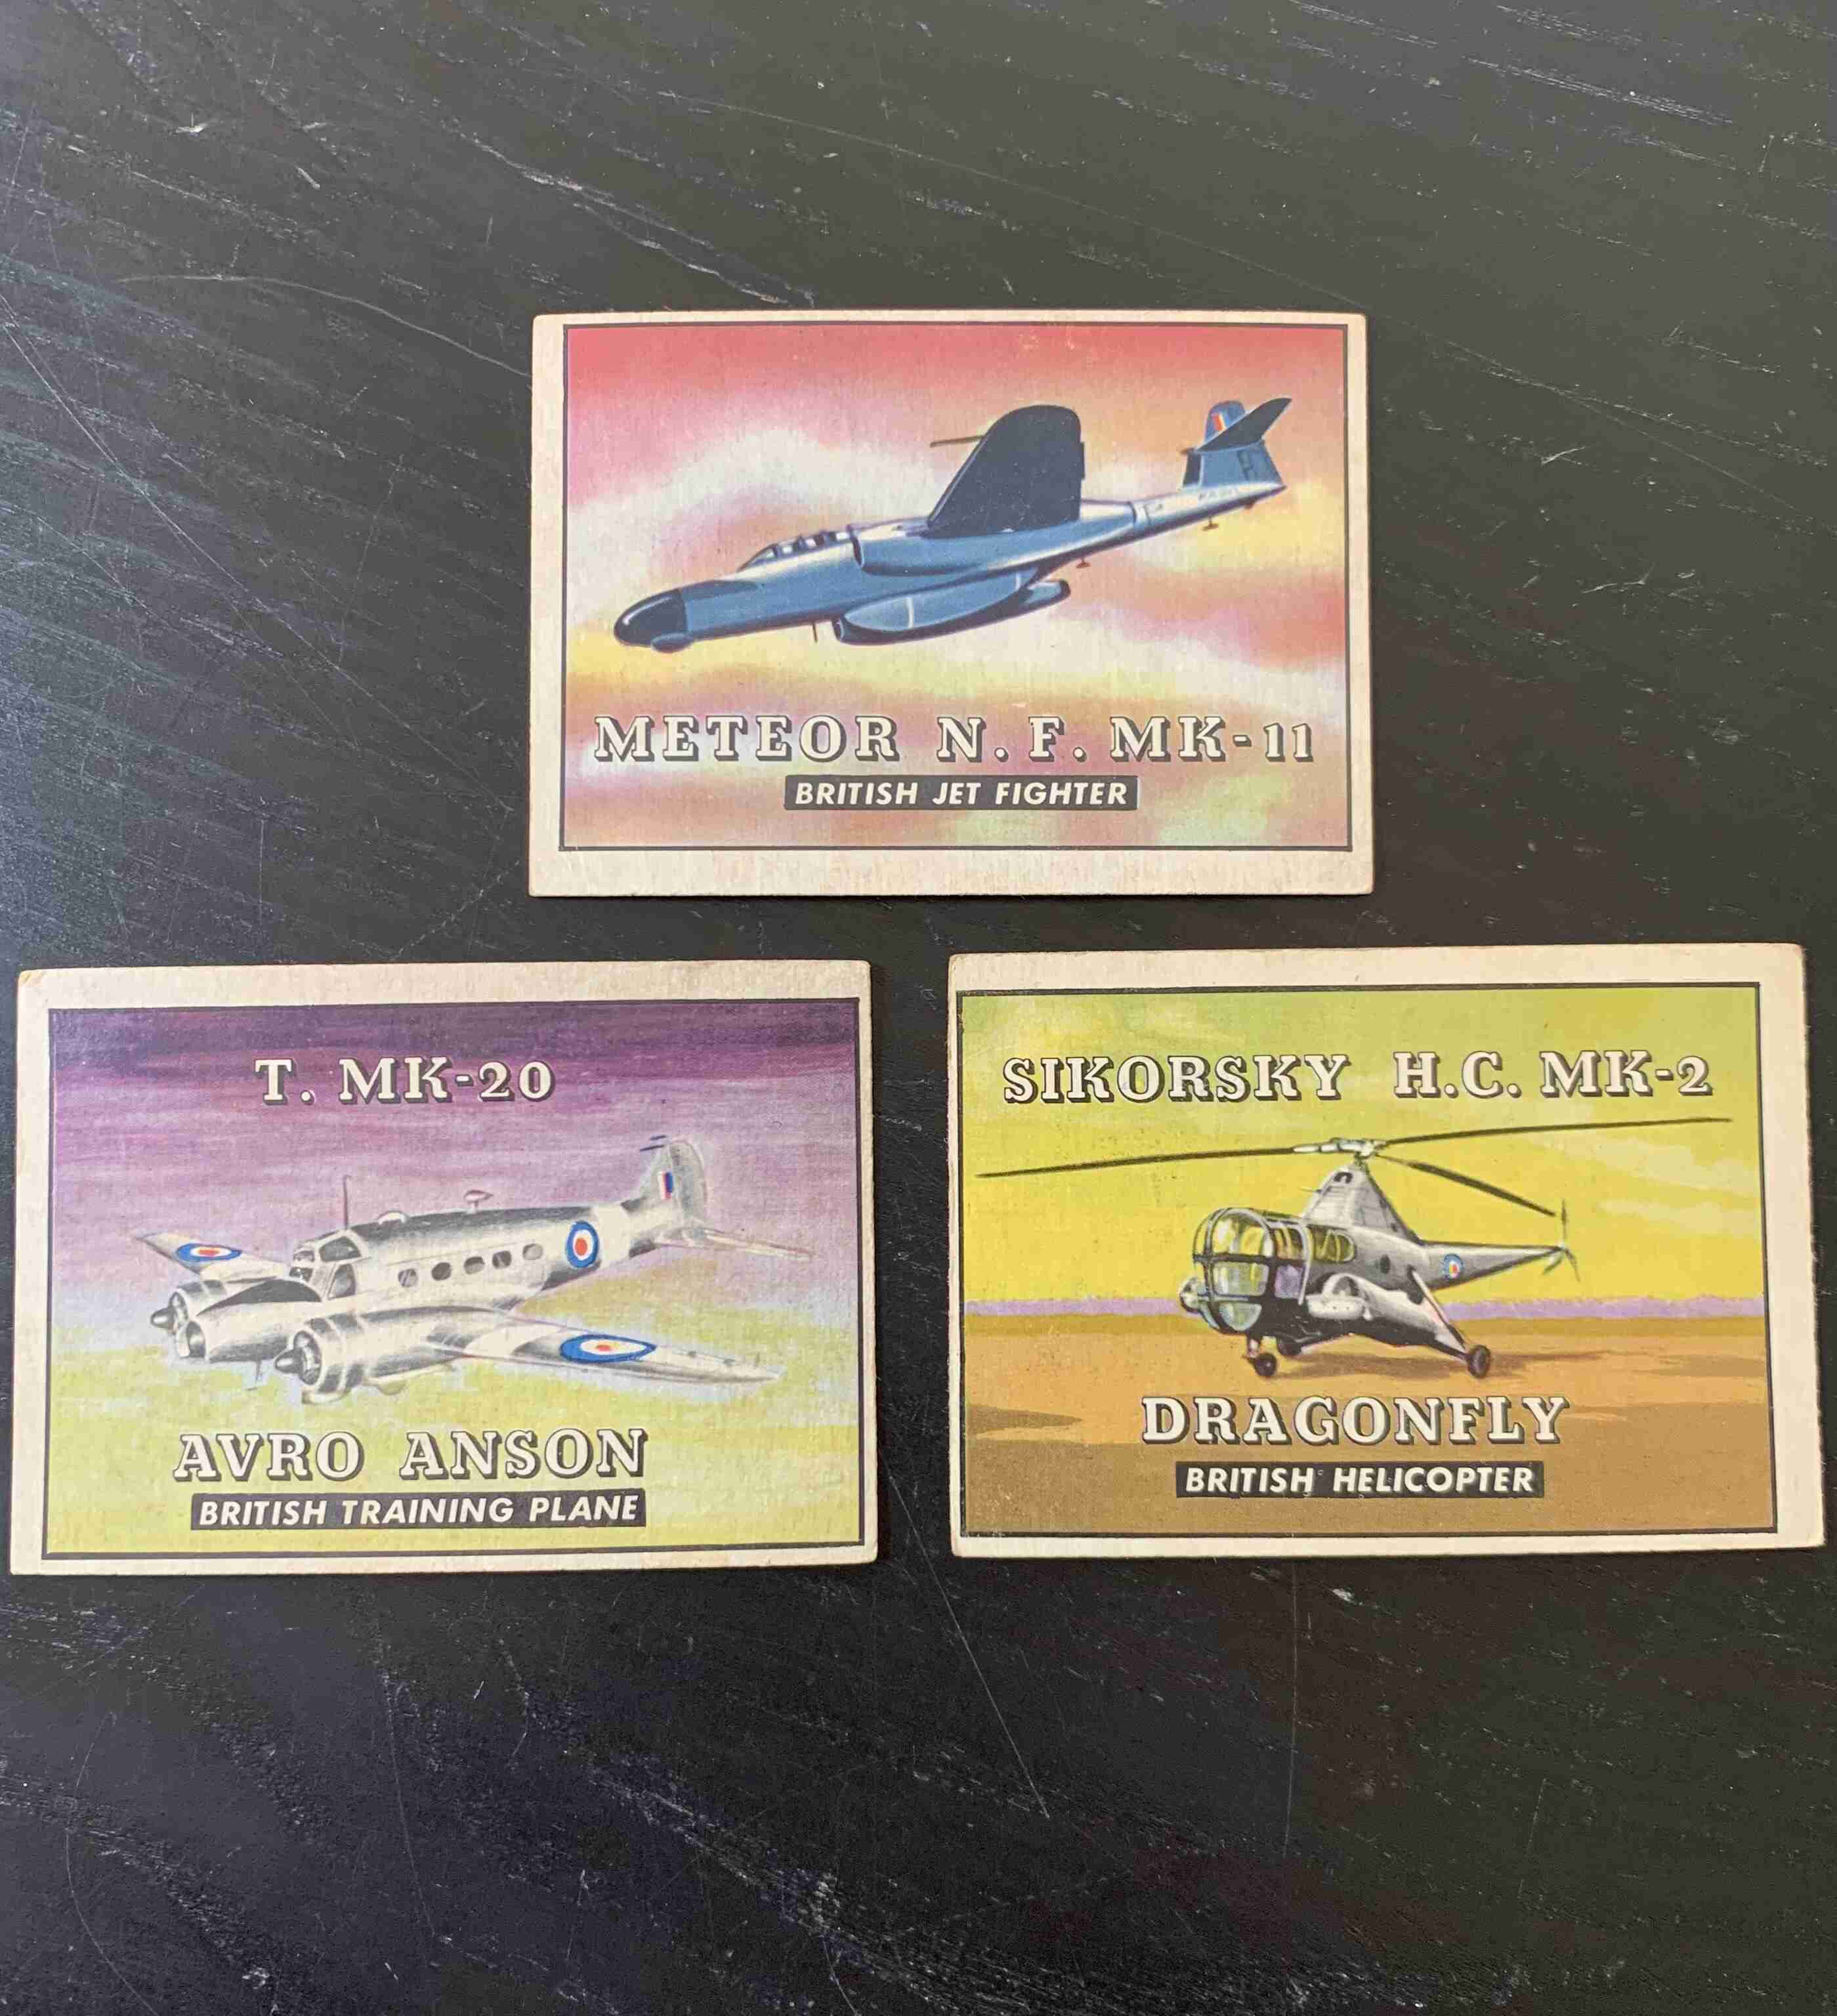 METEOR N.F. MK-11
BRITISH JET FIGHTER
T. MK-20
AVRO ANSON
BRITISH TRAINING PLANE
SIKORSKY H.C. MK-2
DRAGONFLY
BRITISH HELICOPTER